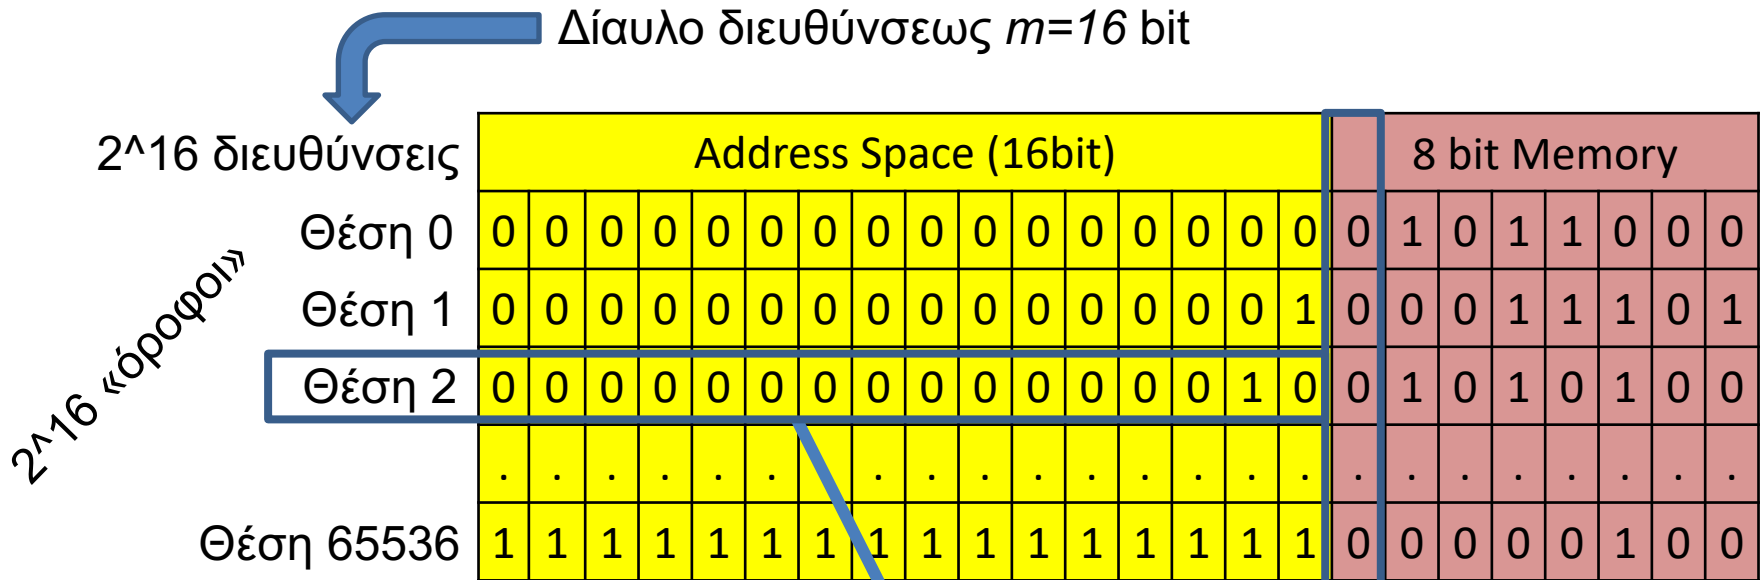 Δίαυλο διευθύνσεως m=16 bit
2^16 διευθύνσεις Address Space (16bit) 8 bit Memory
2^16 «όροφοι»
Θέση 0 0 0 0 0 0 0 0 0 0 0 0 0 0 0 0 0 0 1 0 1 1 0 0 0
Θέση 1 0 0 0 0 0 0 0 0 0 0 0 0 0 0 0 1 0 0 0 1 1 1 0 1
Θέση 2 0 0 0 0 0 0 0 0 0 0 0 0 0 0 1 0 0 1 0 1 0 1 0 0
. . . . . . . . . . . . . . . . . . . . . . .
Θέση 65536 1 1 1 1 1 1 1 1 1 1 1 1 1 1 1 1 0 0 0 0 0 1 0 0